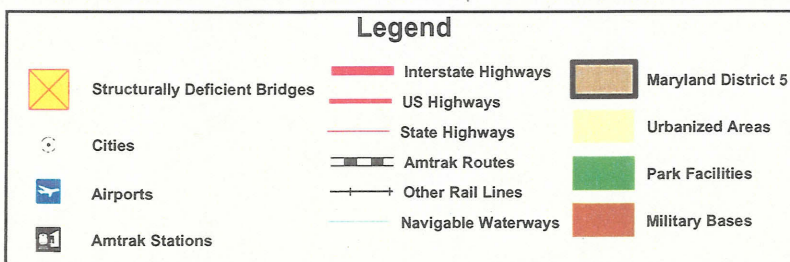 Legend
Structurally Deficient Bridges
Cities
Airports
Amtrak Stations
Interstate Highways
US Highways
State Highways
Amtrak Routes
Other Rail Lines
Navigable Waterways
Maryland District 5
Urbanized Areas
Park Facilities
Military Bases